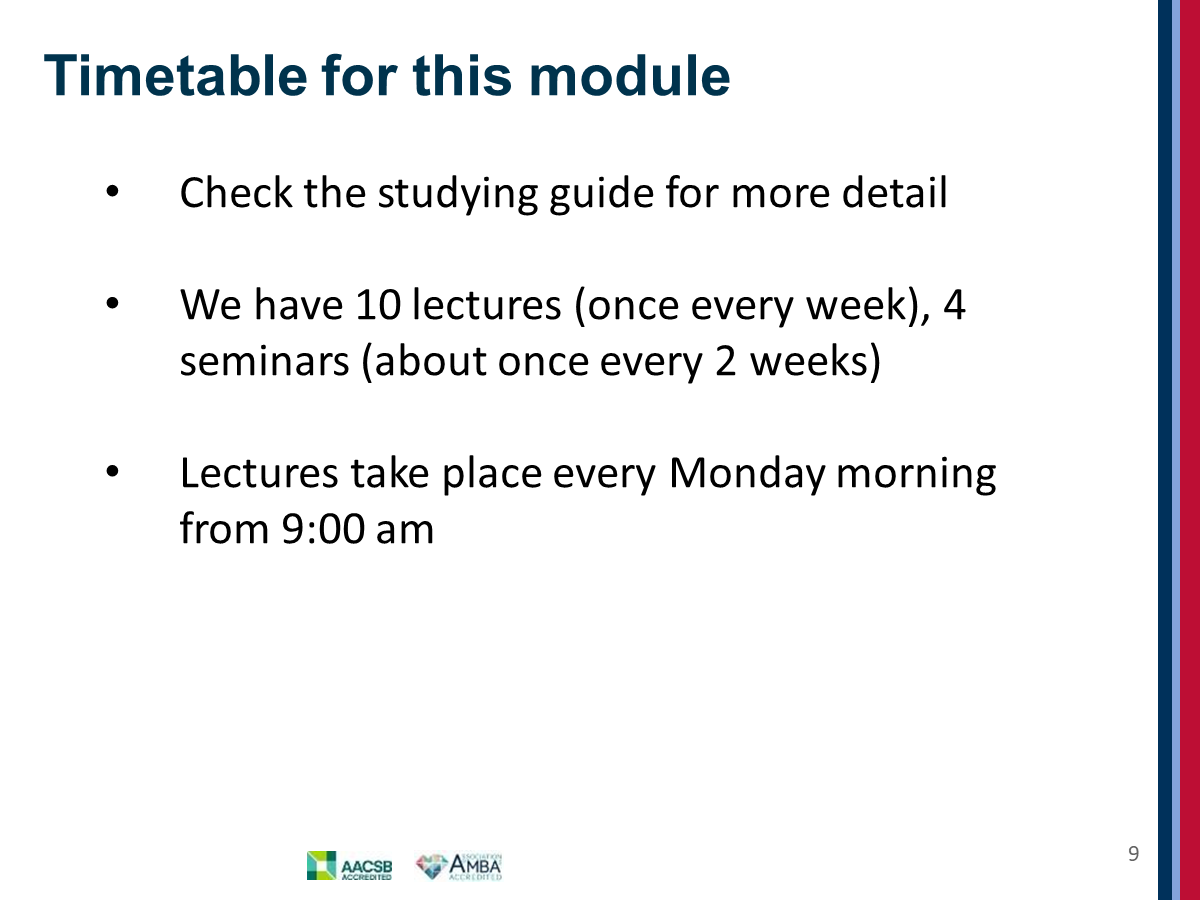 Timetable for this module
• Check the studying guide for more detail
• We have 10 lectures (once every week), 4
seminars (about once every 2 weeks)
• Lectures take place every Monday morning
from 9:00 am
AACSB
ACCREDITED
ASSOCIATION
AMBA
ACCREDITED
9